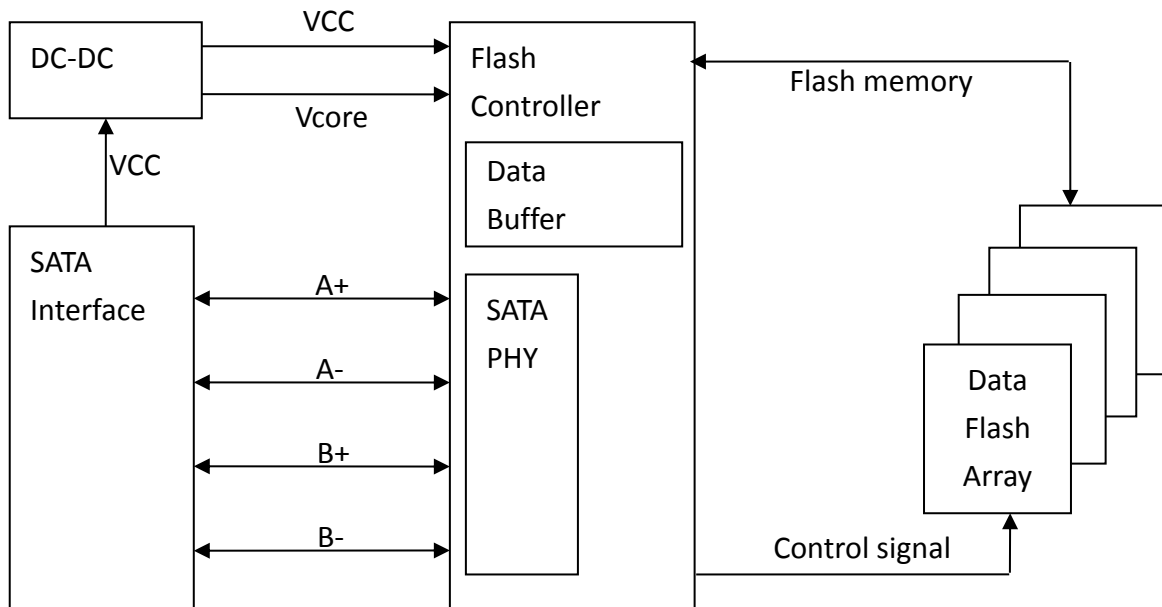 VCC
DC-DC
Vcore
VCC
Flash
Controller
Flash memory
Data
Buffer
SATA
Interface
A+
A-
B+
B-
SATA
PHY
Data
Flash
Array
Control signal